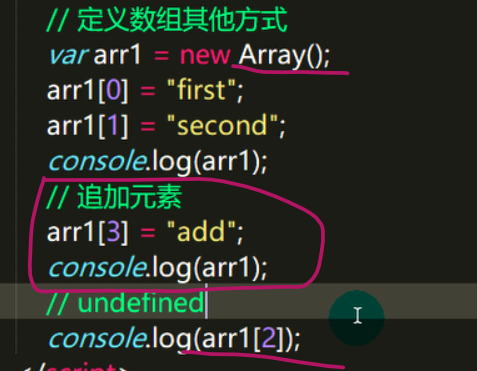 // 定义数组其他方式
var arr1 = new Array();
arr1[0] = "first";
arr1[1] = "second";
console.log(arr1);
// 追加元素
arr1[3] = "add";
console.log(arr1);
// undefined
console.log(arr1[2]);
</script>